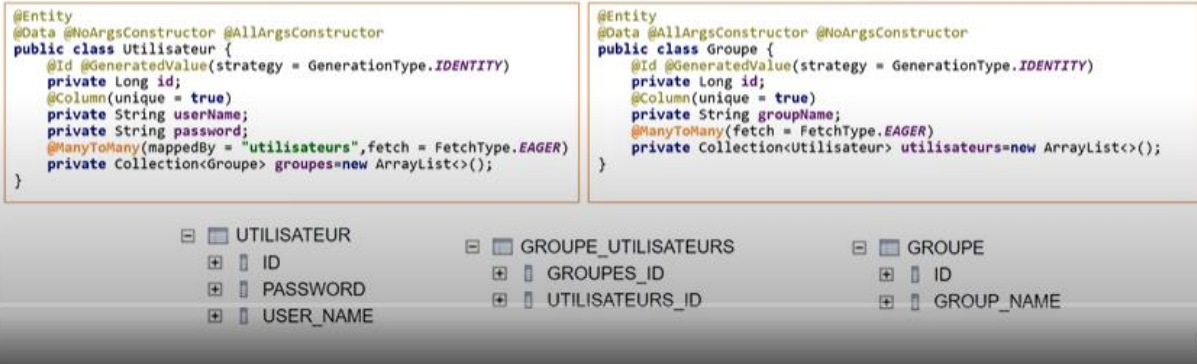 @Entity
@Data @NoArgsConstructor @AllArgsConstructor
public class Utilisateur {
@Id @GeneratedValue(strategy = GenerationType.IDENTITY)
private Long id;
@Column(unique = true)
private String userName;
private String password;
@ManyToMany(mappedBy = "utilisateurs",fetch = FetchType.EAGER)
private Collection<Groupe> groupes=new ArrayList<>();
}
@Entity
@Data @AllArgsConstructor @NoArgsConstructor
public class Groupe {
@Id @GeneratedValue(strategy = GenerationType.IDENTITY)
private Long id;
@Column(unique = true)
private String groupName;
@ManyToMany(fetch = FetchType.EAGER)
private Collection<Utilisateur> utilisateurs=new ArrayList<>();
}
UTILISATEUR
ID
PASSWORD
USER_NAME
GROUPE_UTILISATEURS
GROUPES_ID
UTILISATEURS_ID
GROUPE
ID
GROUP_NAME